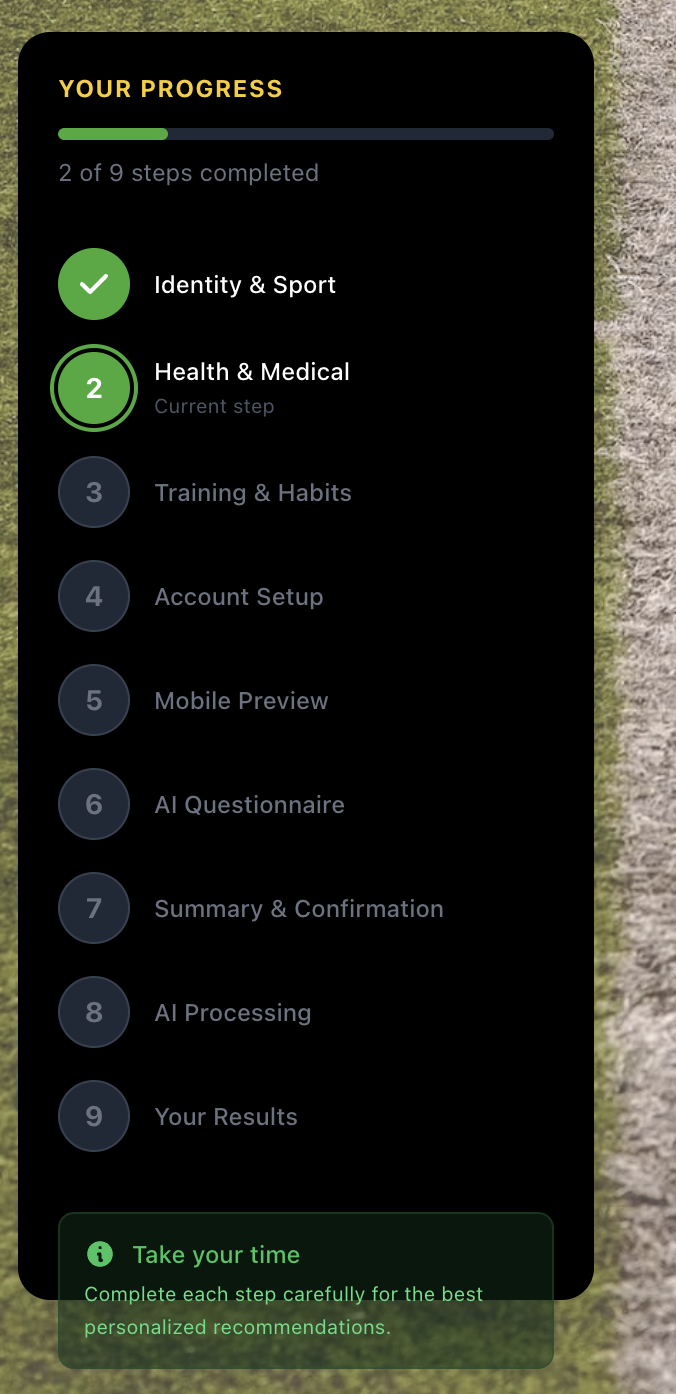 YOUR PROGRESS
2 of 9 steps completed
Identity & Sport
2
Health & Medical
Current step
3
Training & Habits
4
Account Setup
5
Mobile Preview
6
AI Questionnaire
7
Summary & Confirmation
8
AI Processing
9
Your Results
Take your time
Complete each step carefully for the best
personalized recommendations.